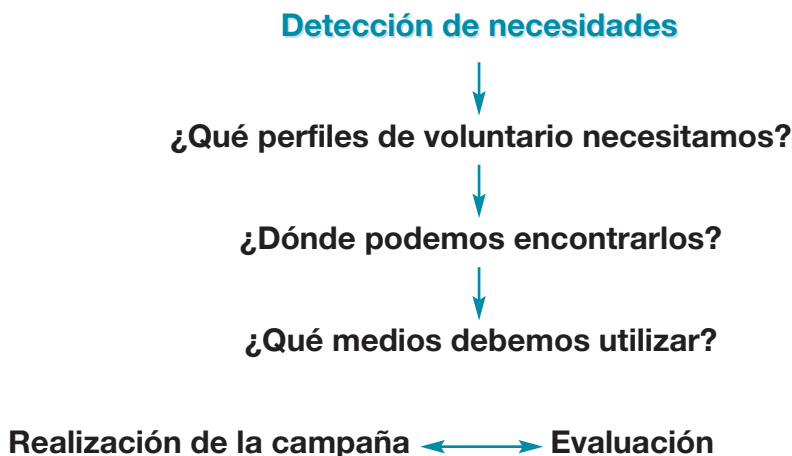 Detección de necesidades
¿Qué perfiles de voluntario necesitamos?
¿Dónde podemos encontrarlos?
¿Qué medios debemos utilizar?
Realización de la campaña Evaluación